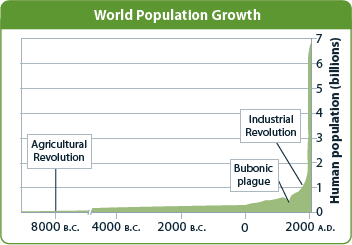 World Population Growth
7
6
5
4
3
2
1
0
Human population (billions)
Agricultural
Revolution
Industrial
Revolution
Bubonic
plague
8000 B.C. 4000 B.C. 2000 B.C. 0 2000 A.D.